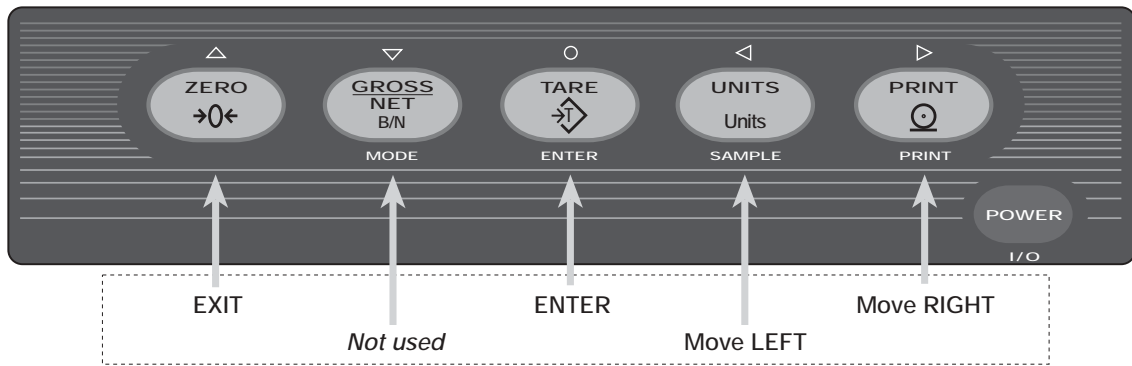 ZERO
→0←
GROSS
NET
B/N
TARE
T
UNITS
Units
PRINT
MODE
ENTER
SAMPLE
PRINT
POWER
I/O
EXIT
ENTER
Move RIGHT
Not used
Move LEFT